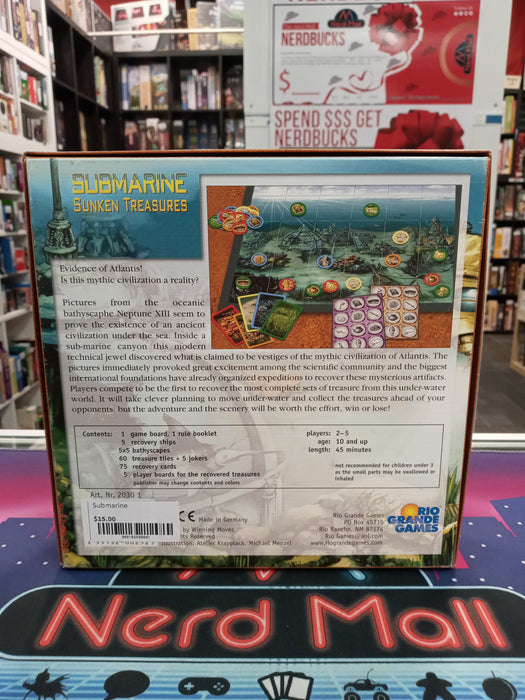 NERDBUCKS
$
SPEND $$$ GET
NERDBUCKS
SUBMARINE
SUNKEN TREASURES
Evidence of Atlantis!
Is this mythic civilization a reality?
Pictures from the oceanic
bathyscaphe Neptune XIII seem to
prove the existence of an ancient
civilization under the sea. Inside a
sub-marine canyon this modern
technical jewel discovered what is claimed to be vestiges of the mythic civilization of Atlantis. The
pictures immediately provoked great excitement among the scientific community and the biggest
international foundations have already organized expeditions to recover these mysterious artifacts.
Players compete to be the first to recover the most complete sets of treasure from this under-water
world. It will take clever planning to move under-water and collect the treasures ahead of your
opponents, but the adventure and the scenery will be worth the effort, win or lose!
Contents: 1 game board, 1 rule booklet
5 recovery ships
5x5 bathyscapes
60 treasure tiles + 5 jokers
75 recovery cards
5 player boards for the recovered treasures
publisher may change contents and colors
players: 2-5
age: 10 and up
length: 45 minutes
not recommended for children under 3
as the small parts may be swallowed or
inhaled
Art. Nr. 2030 1
Submarine
$15.00
CE Made in Germany
by Winning Moves
Rights Reserved
Illustration: Atelier Krapplack, Michael Menzel
Rio Grande Games
PO Box 45715
Rio Rancho, NM 87174
RioGames@aol.com
www.riograndegames.com
RIO
GRANDE
GAMES
Nerd Mall